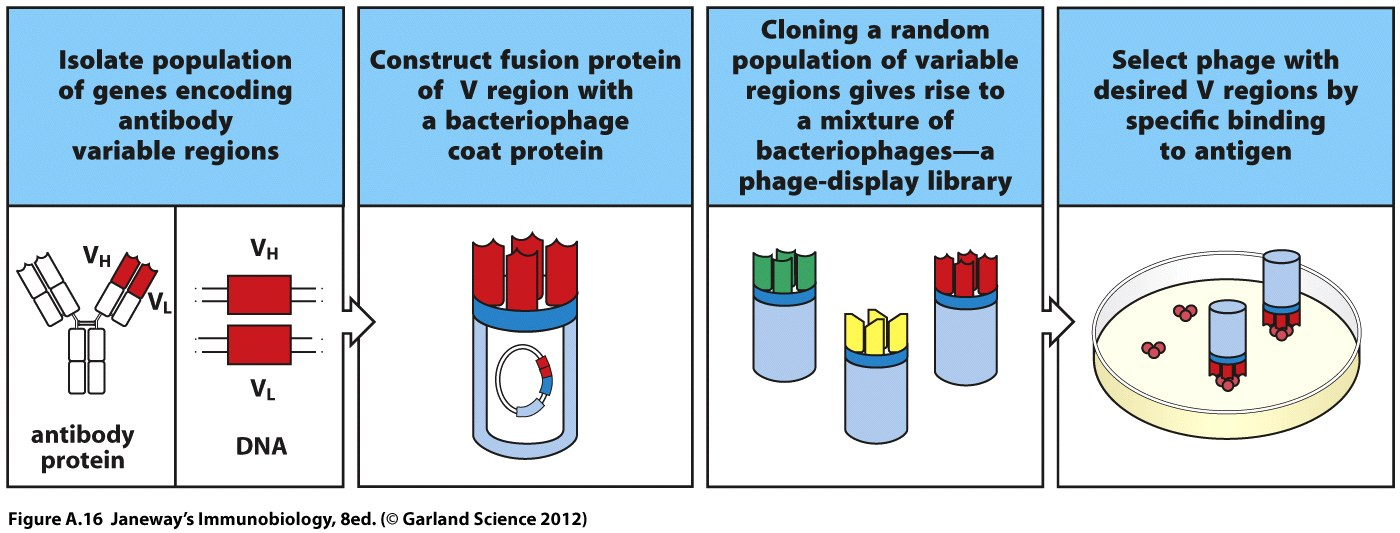 Isolate population
of genes encoding
antibody
variable regions
Construct fusion protein
of V region with
a bacteriophage
coat protein
Cloning a random
population of variable
regions gives rise to
a mixture of
bacteriophages—a
phage-display library
Select phage with
desired V regions by
specific binding
to antigen
VH
VL
antibody
protein
VH
VL
DNA
Figure A.16 Janeway's Immunobiology, 8ed. (© Garland Science 2012)